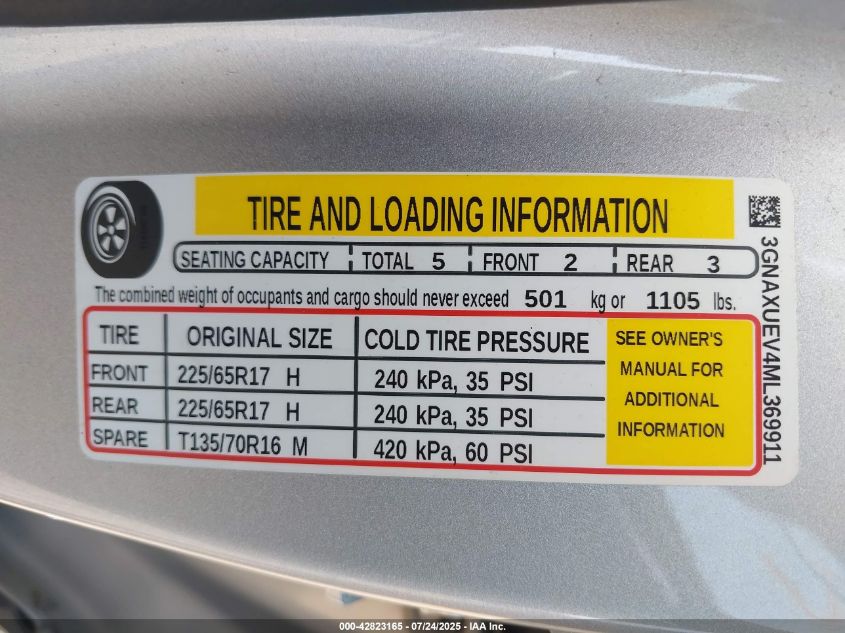 TIRE AND LOADING INFORMATION
SEATING CAPACITY TOTAL 5 FRONT 2 REAR 3
The combined weight of occupants and cargo should never exceed 501 kg or 1105 lbs.
TIRE ORIGINAL SIZE COLD TIRE PRESSURE
FRONT 225/65R17 H 240 kPa, 35 PSI
REAR 225/65R17 H 240 kPa, 35 PSI
SPARE T135/70R16 M 420 kPa, 60 PSI
SEE OWNER'S
MANUAL FOR
ADDITIONAL
INFORMATION
3GNAXUEV4ML369911
000-42823165 - 07/24/2025 - IAA Inc.